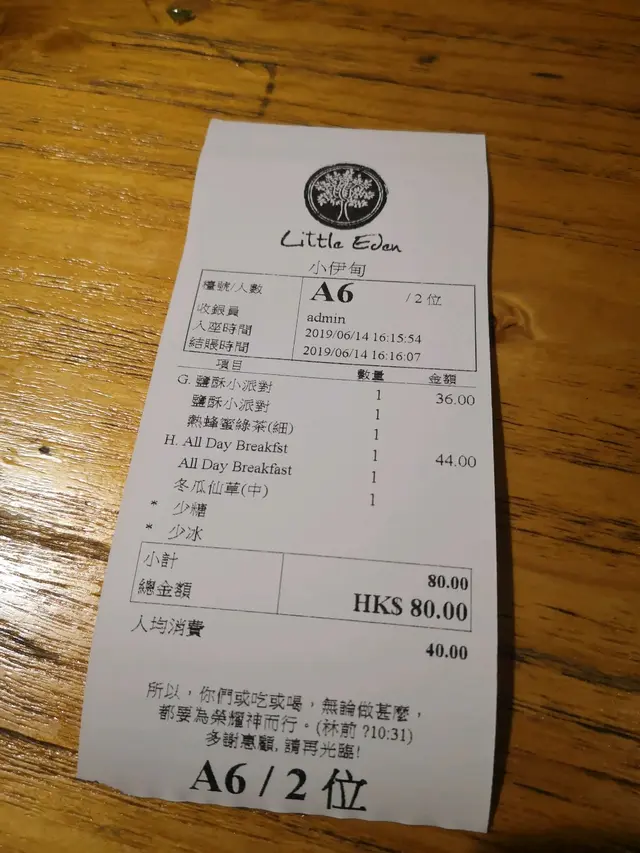 Little Eden
小伊甸
檯號/人數 A6 / 2 位
收銀員 admin
入座時間 2019/06/14 16:15:54
結賬時間 2019/06/14 16:16:07
項目 數量 金額
G. 鹽酥小派對 1 36.00
鹽酥小派對 1
熱蜂蜜綠茶(細) 1
H. All Day Breakfst 1 44.00
All Day Breakfast 1
冬瓜仙草(中) 1
* 少糖
* 少冰
小計 80.00
總金額 HK$ 80.00
人均消費 40.00
所以，你們或吃或喝，無論做甚麼，
都要為榮耀神而行。(林前 ?10:31)
多謝惠顧, 請再光臨!
A6 / 2 位